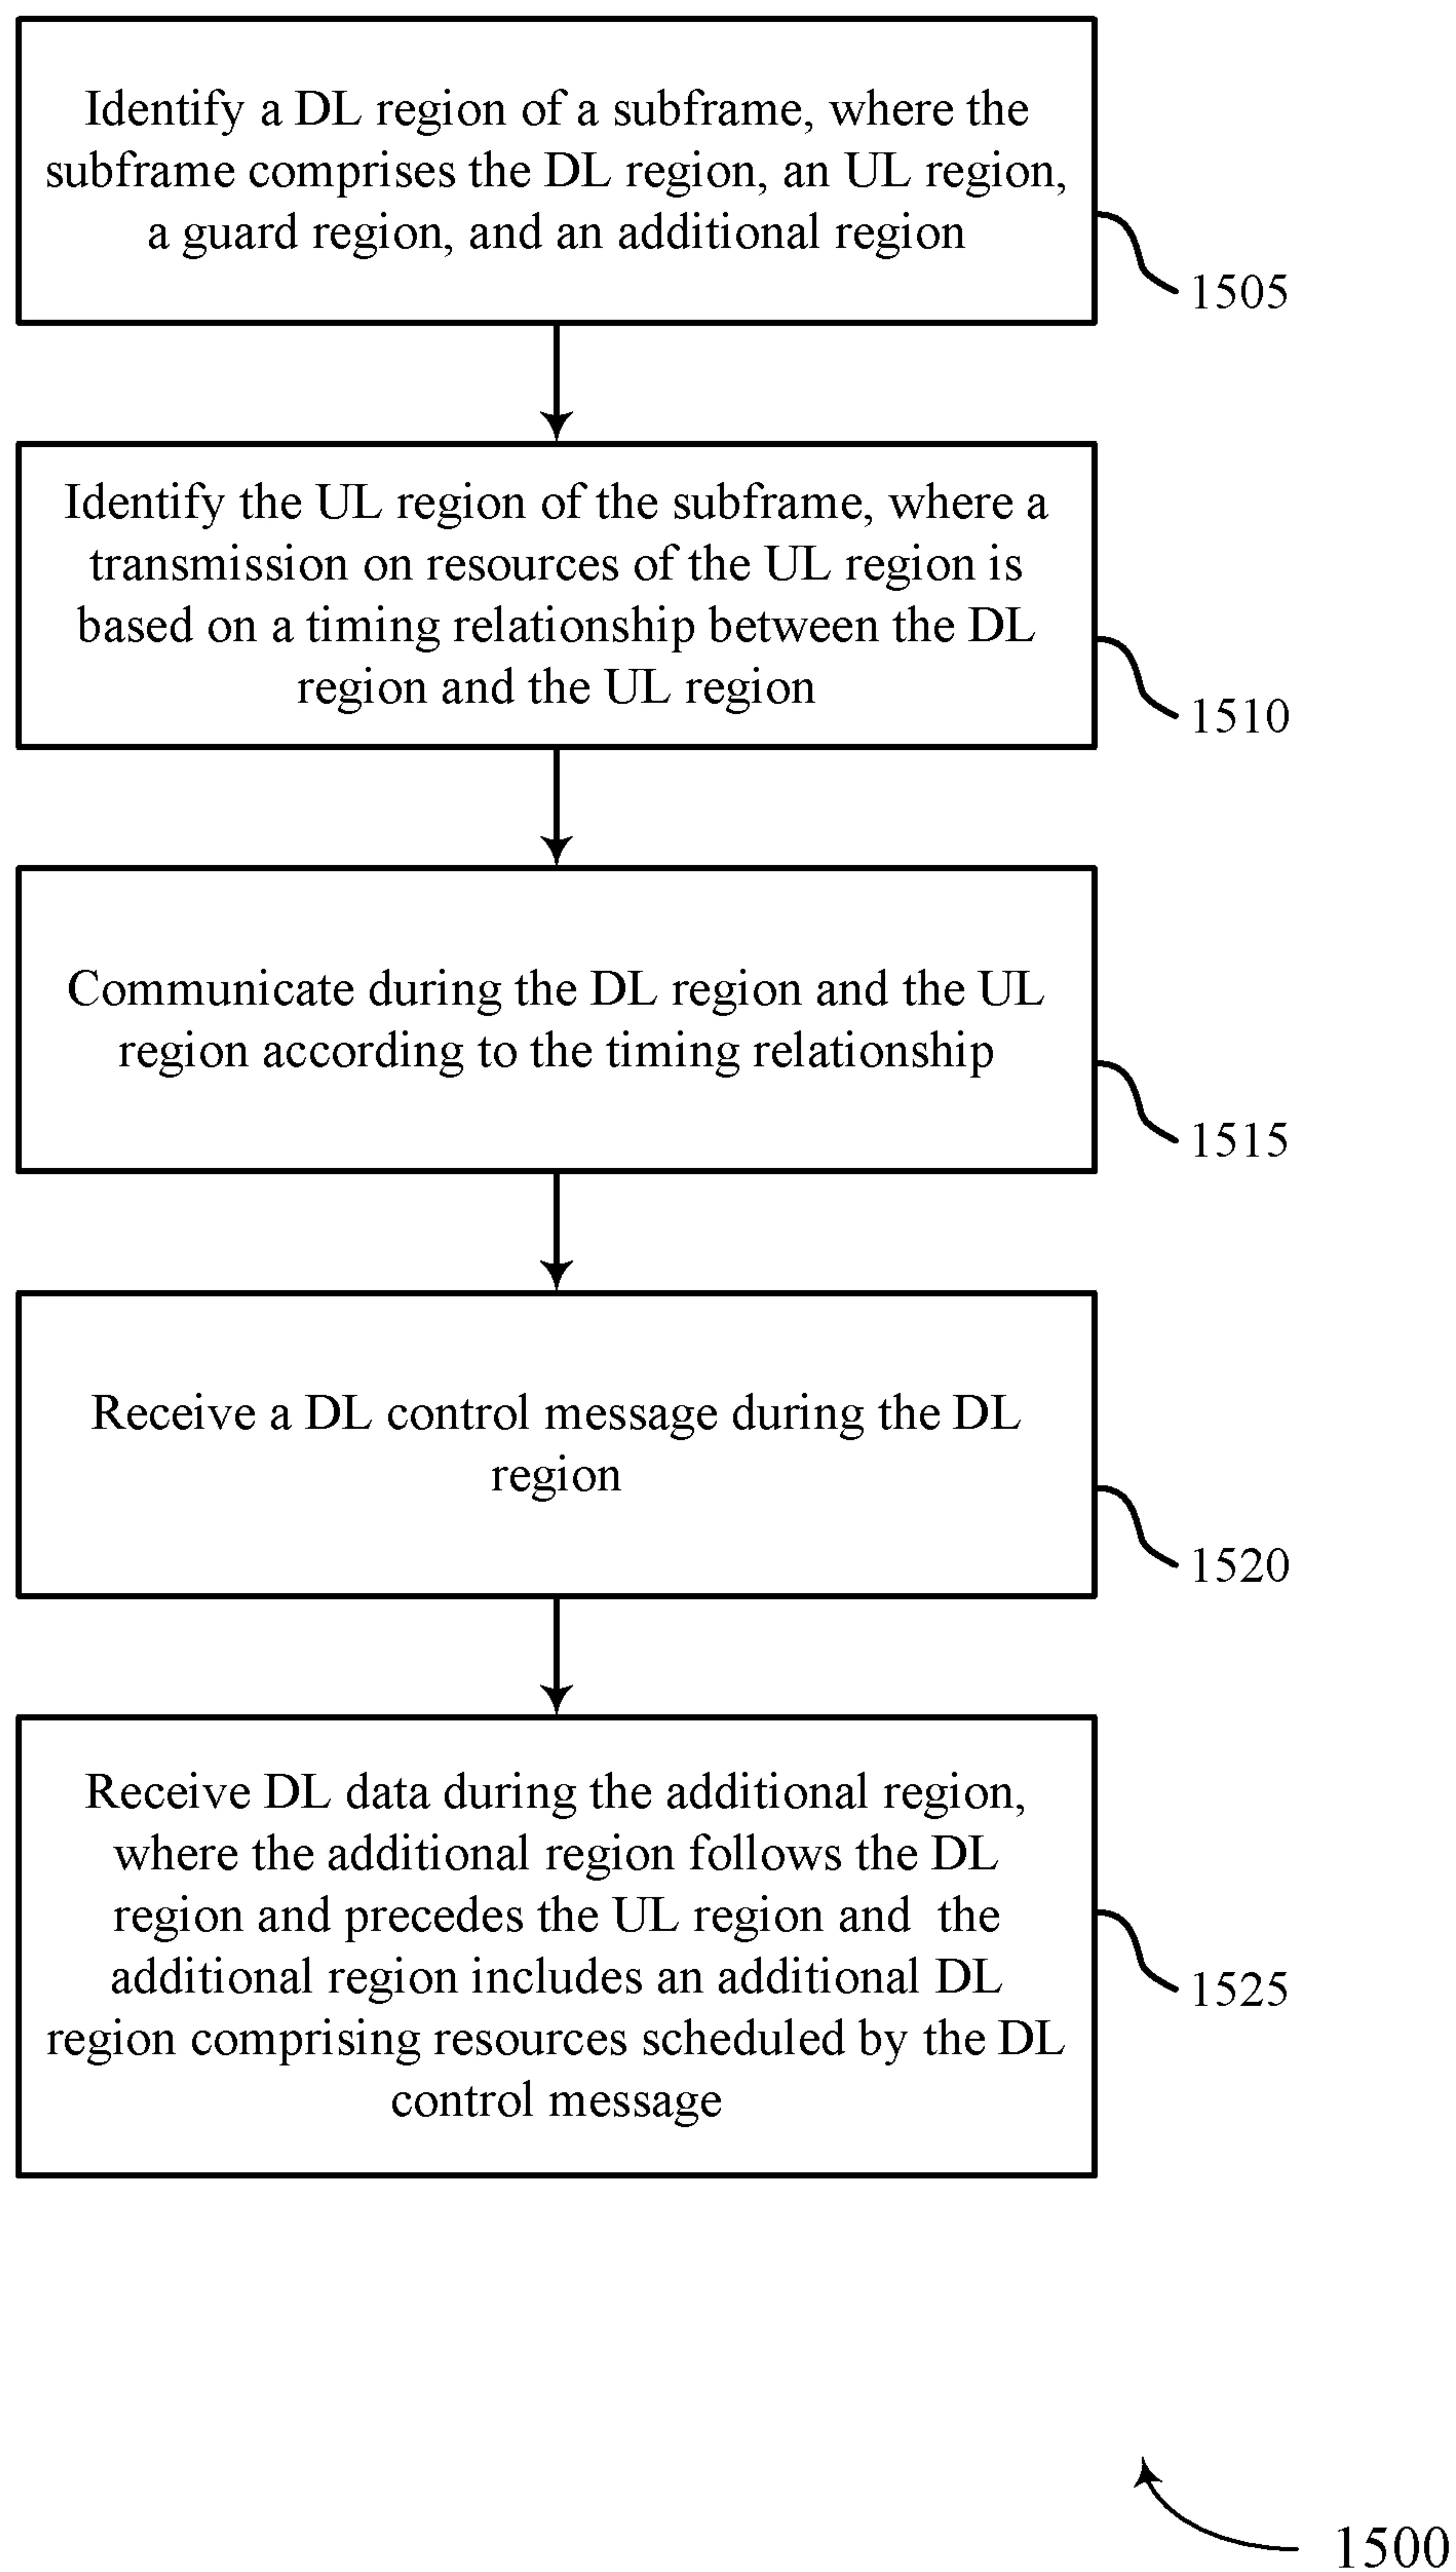 Identify a DL region of a subframe, where the
subframe comprises the DL region, an UL region,
a guard region, and an additional region
1505
Identify the UL region of the subframe, where a
transmission on resources of the UL region is
based on a timing relationship between the DL
region and the UL region
1510
Communicate during the DL region and the UL
region according to the timing relationship
1515
Receive a DL control message during the DL
region
1520
Receive DL data during the additional region,
where the additional region follows the DL
region and precedes the UL region and the
additional region includes an additional DL
region comprising resources scheduled by the DL
control message
1525
1500